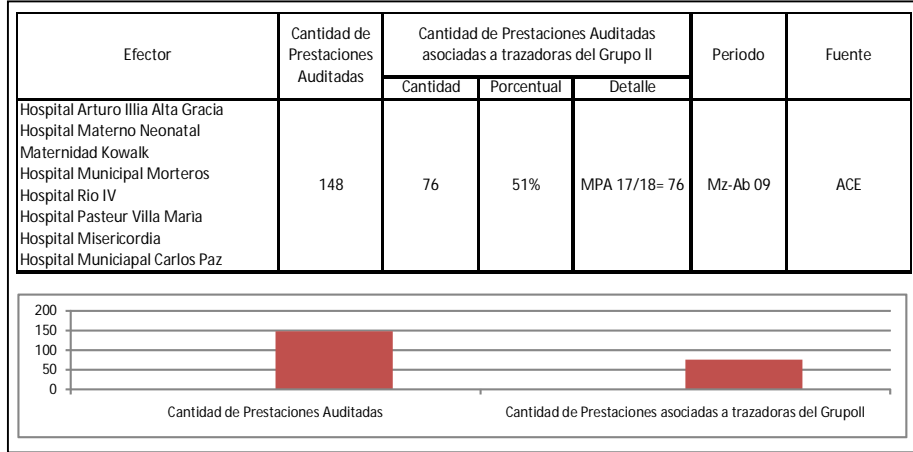 Efector
Cantidad de
Prestaciones
Auditadas
Cantidad de Prestaciones Auditadas
asociadas a trazadoras del Grupo II
Periodo
Fuente
Cantidad
Porcentual
Detalle
Hospital Arturo Illia Alta Gracia
Hospital Materno Neonatal
Maternidad Kowalk
Hospital Municipal Morteros
Hospital Rio IV
Hospital Pasteur Villa Marìa
Hospital Misericordia
Hospital Municiapal Carlos Paz
148
76
51%
MPA 17/18= 76
Mz-Ab 09
ACE
200
150
100
50
0
Cantidad de Prestaciones Auditadas
Cantidad de Prestaciones asociadas a trazadoras del GrupoII